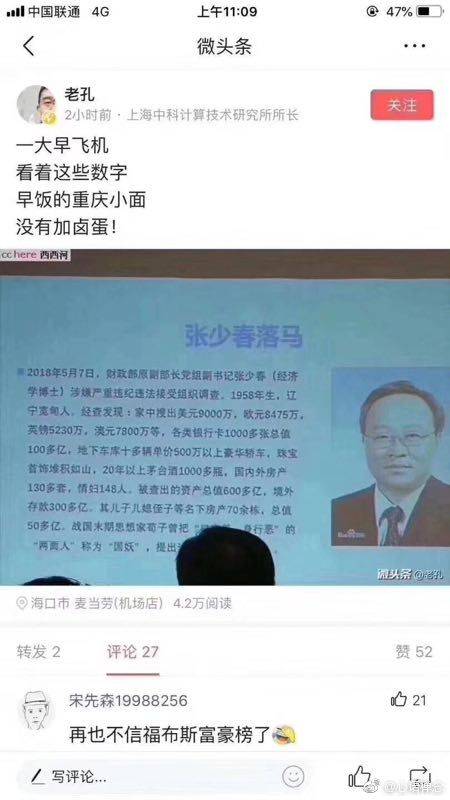 中国联通 4G 上午11:09 47%
微头条
老孔
2小时前 · 上海中科计算技术研究所所长
关注
一大早飞机
看着这些数字
早饭的重庆小面
没有加卤蛋！
cchere 西西河
张少春落马
2018年5月7日，财政部原副部长党组副书记张少春（经济
学博士）涉嫌严重违纪违法接受组织调查。1958年生，辽
宁宽甸人。经查发现：家中搜出美元9000万，欧元8475万，
英镑5230万，澳元7800万等，各类银行卡1000多张总值
100多亿，地下车库十多辆单价500万以上豪华轿车，珠宝
首饰堆积如山，20年以上茅台酒1000多瓶，国内外房产
130多套，情妇148人。被查出的资产总值600多亿，境外
存款300多亿。其儿子儿媳侄子等名下房产70余栋，总值
50多亿。战国末期思想家荀子曾把“口言善，身行恶”的
“两面人”称为“国妖”，提出
Bai百科
微头条 @老孔
海口市 麦当劳(机场店) 4.2万阅读
转发 2 评论 27 赞 52
宋先森19988256 21
再也不信福布斯富豪榜了
写评论...